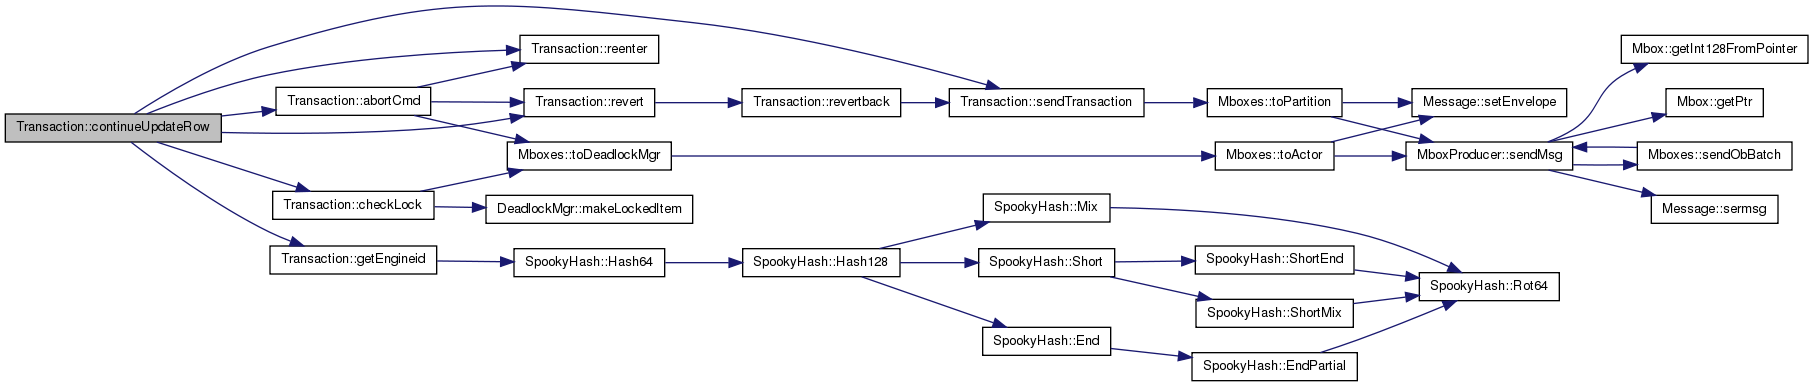 Transaction::continueUpdateRow
Transaction::reenter
Transaction::abortCmd
Transaction::revert
Transaction::revertback
Transaction::sendTransaction
Mboxes::toPartition
Message::setEnvelope
Mbox::getInt128FromPointer
Mbox::getPtr
Mboxes::toDeadlockMgr
Mboxes::toActor
MboxProducer::sendMsg
Mboxes::sendObBatch
Message::sermsg
Transaction::checkLock
DeadlockMgr::makeLockedItem
Transaction::getEngineid
SpookyHash::Hash64
SpookyHash::Hash128
SpookyHash::Mix
SpookyHash::Short
SpookyHash::ShortEnd
SpookyHash::ShortMix
SpookyHash::Rot64
SpookyHash::End
SpookyHash::EndPartial